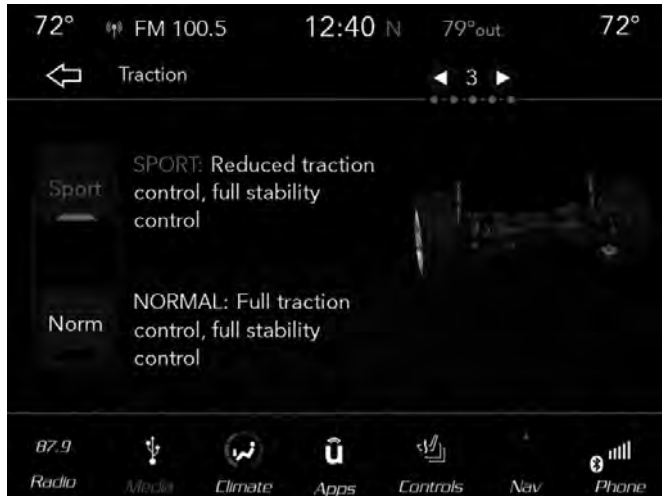 72° FM 100.5 12:40 N 79°out 72°
Traction 3
SPORT: Reduced traction
control, full stability
control
Sport
NORMAL: Full traction
control, full stability
control
Norm
87.9 û
Radio Media Climate Apps Controls Nav Phone